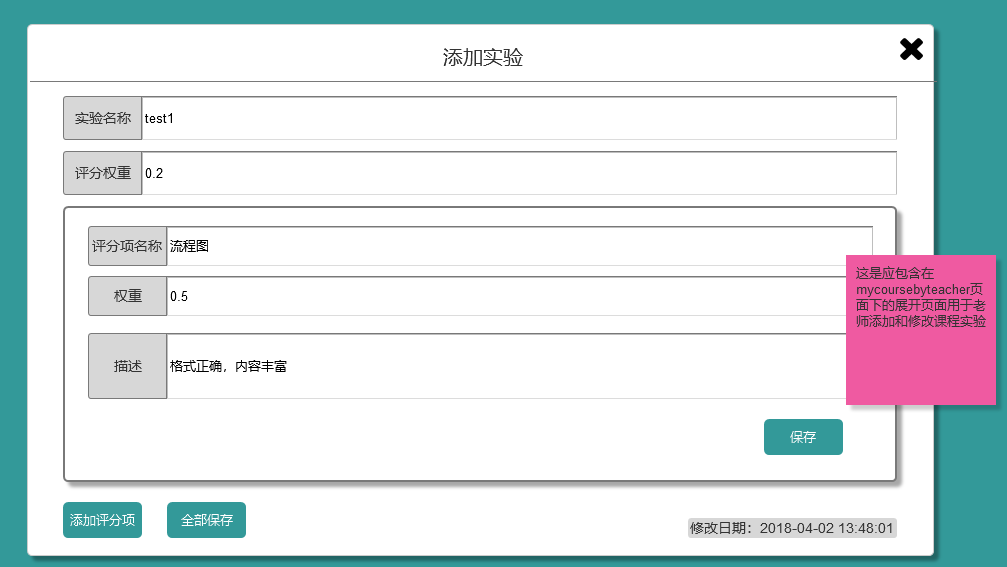 添加实验
实验名称 test1
评分权重 0.2
评分项名称 流程图
权重 0.5
描述 格式正确，内容丰富
这是应包含在
mycoursebyteacher页
面下的展开页面用于老
师添加和修改课程实验
保存
添加评分项 全部保存
修改日期：2018-04-02 13:48:01